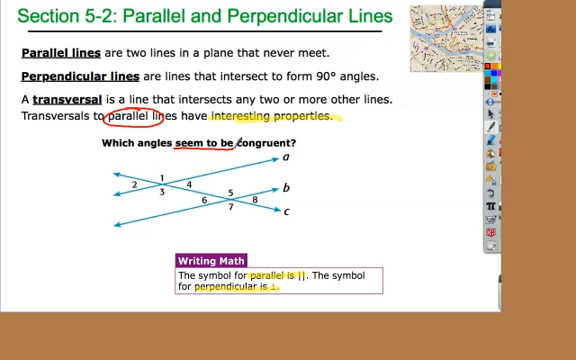 Section 5-2: Parallel and Perpendicular Lines
Parallel lines are two lines in a plane that never meet.
Perpendicular lines are lines that intersect to form 90° angles.
A transversal is a line that intersects any two or more other lines.
Transversals to parallel lines have interesting properties.
Which angles seem to be congruent?
a
1
2
4
3
5
b
6
8
7
c
Writing Math
The symbol for parallel is ||. The symbol
for perpendicular is ⊥.